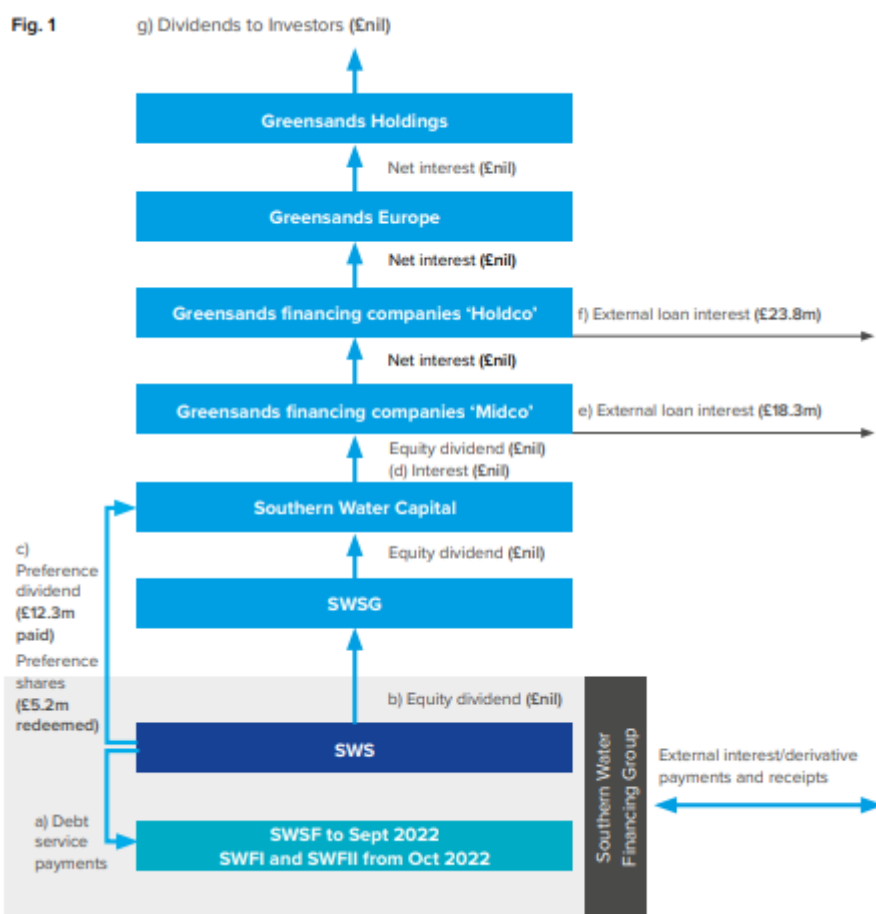 Fig. 1
g) Dividends to Investors (£nil)
Greensands Holdings
Net interest (£nil)
Greensands Europe
Net interest (£nil)
Greensands financing companies ‘Holdco’
f) External loan interest (£23.8m)
Net interest (£nil)
Greensands financing companies ‘Midco’
e) External loan interest (£18.3m)
Equity dividend (£nil)
(d) Interest (£nil)
Southern Water Capital
Equity dividend (£nil)
SWSG
c)
Preference
dividend
(£12.3m
paid)
Preference
shares
(£5.2m
redeemed)
b) Equity dividend (£nil)
SWS
a) Debt
service
payments
SWSF to Sept 2022
SWFI and SWFII from Oct 2022
Southern Water
Financing Group
External interest/derivative
payments and receipts